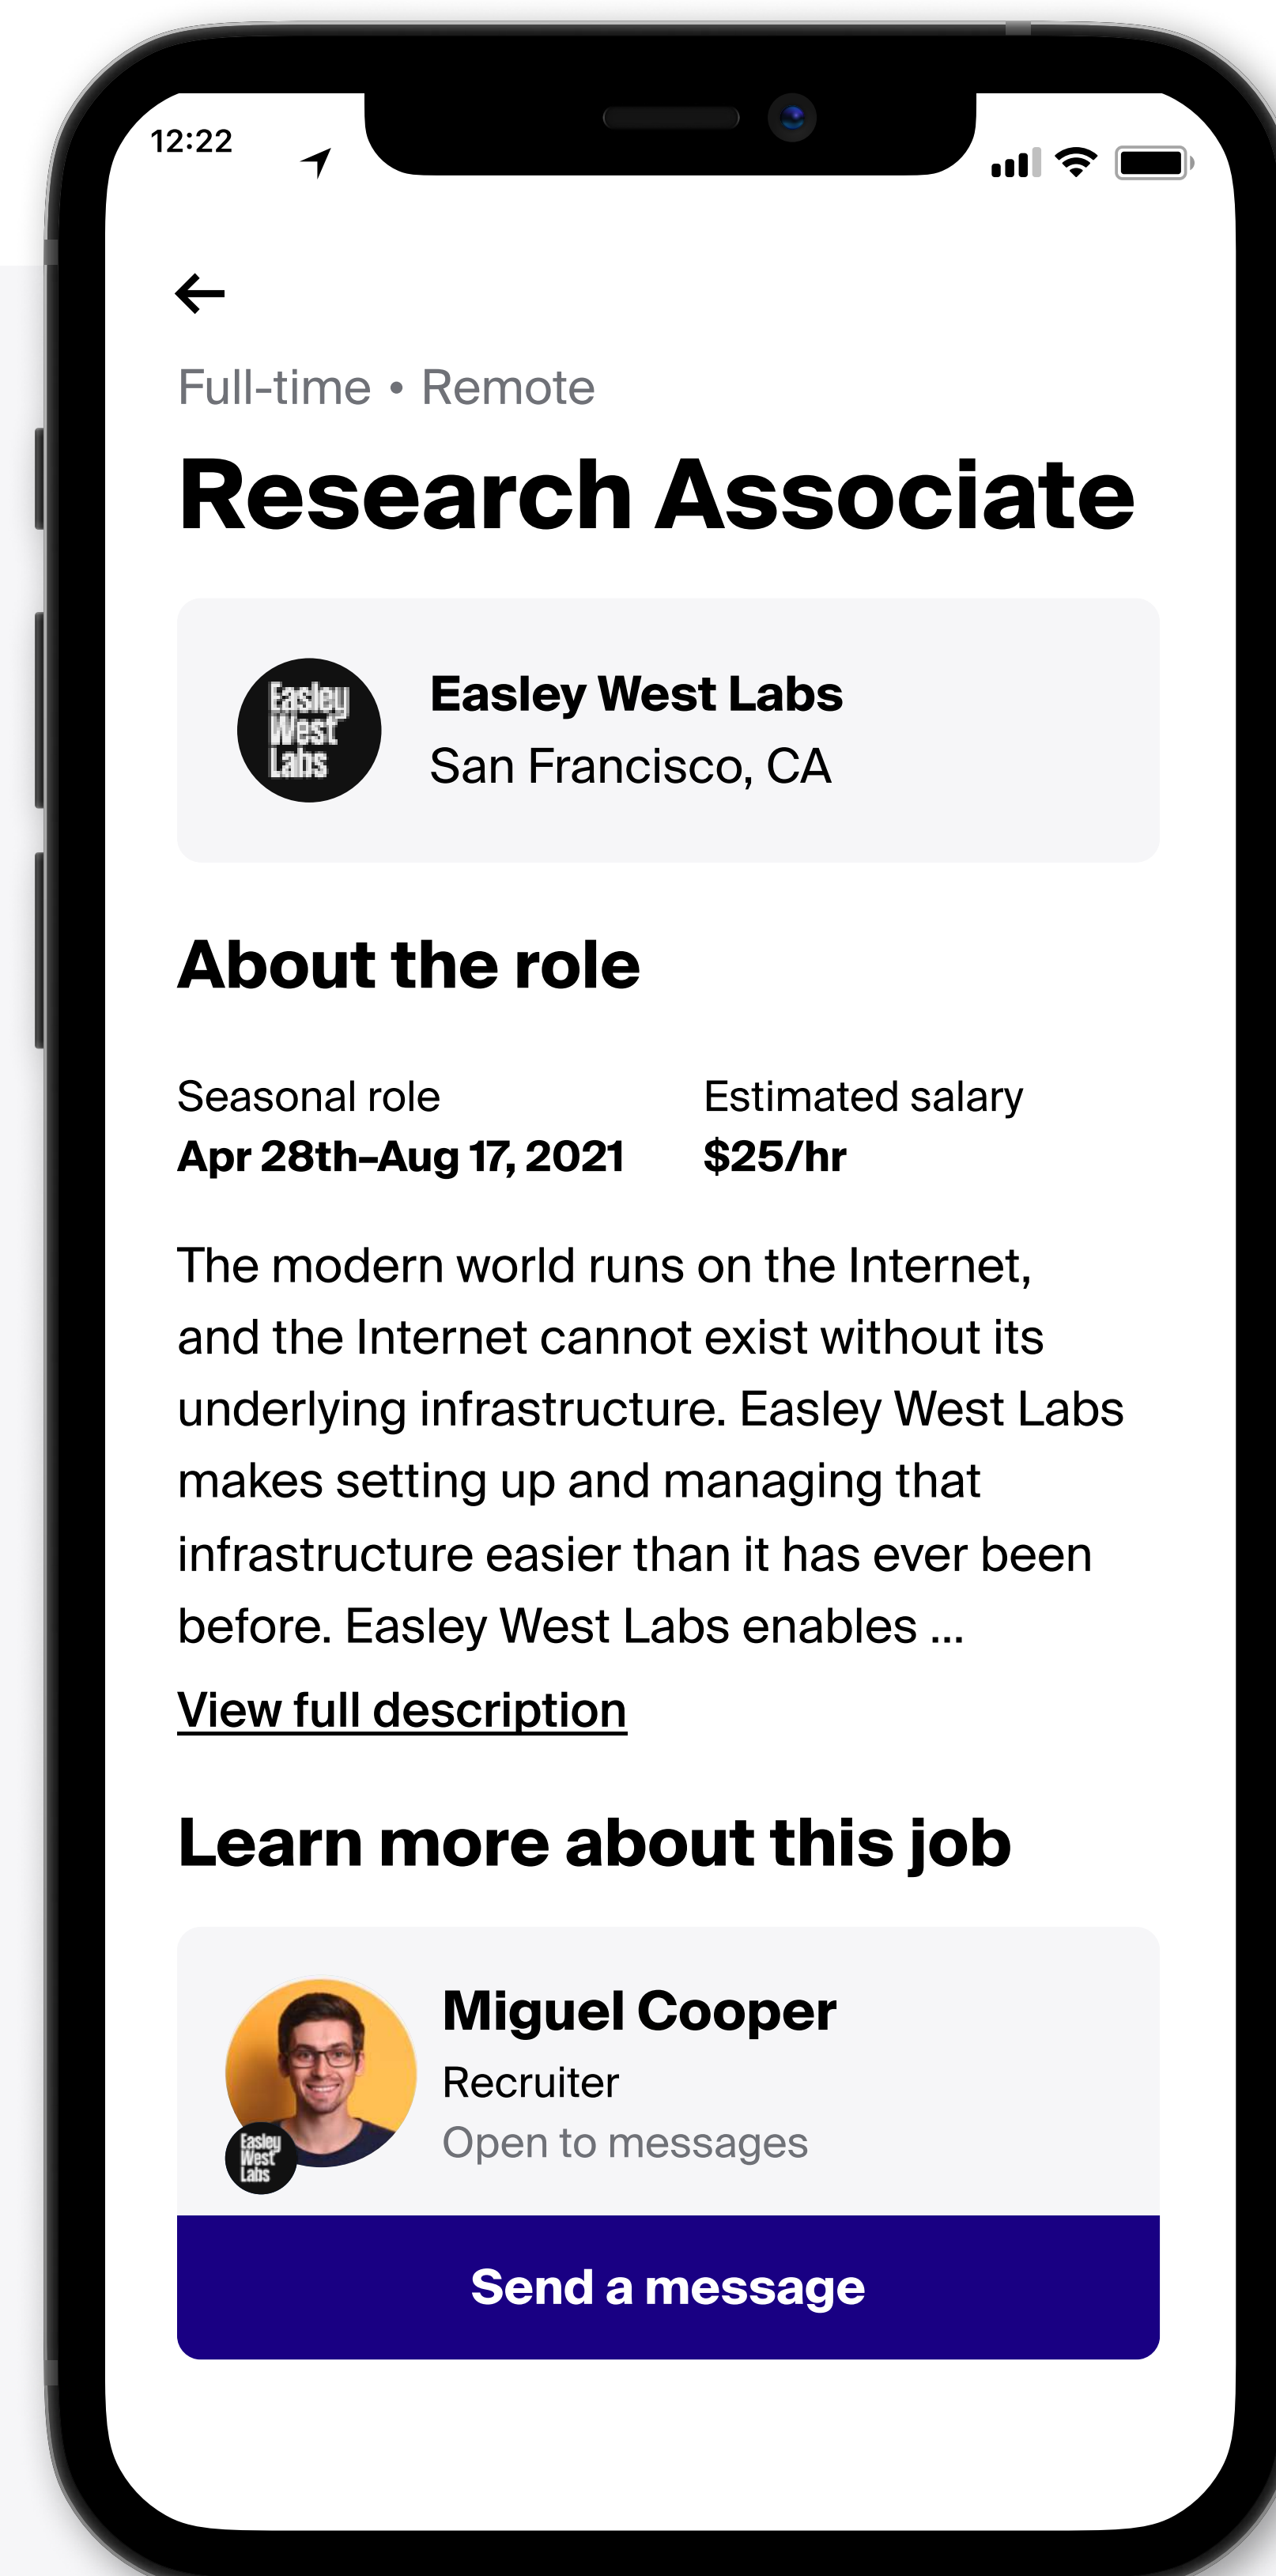 12:22
Full-time • Remote
Research Associate
Easley
West
Labs
Easley West Labs
San Francisco, CA
About the role
Seasonal role
Apr 28th–Aug 17, 2021
Estimated salary
$25/hr
The modern world runs on the Internet,
and the Internet cannot exist without its
underlying infrastructure. Easley West Labs
makes setting up and managing that
infrastructure easier than it has ever been
before. Easley West Labs enables ...
View full description
Learn more about this job
Miguel Cooper
Recruiter
Open to messages
Easley
West
Labs
Send a message